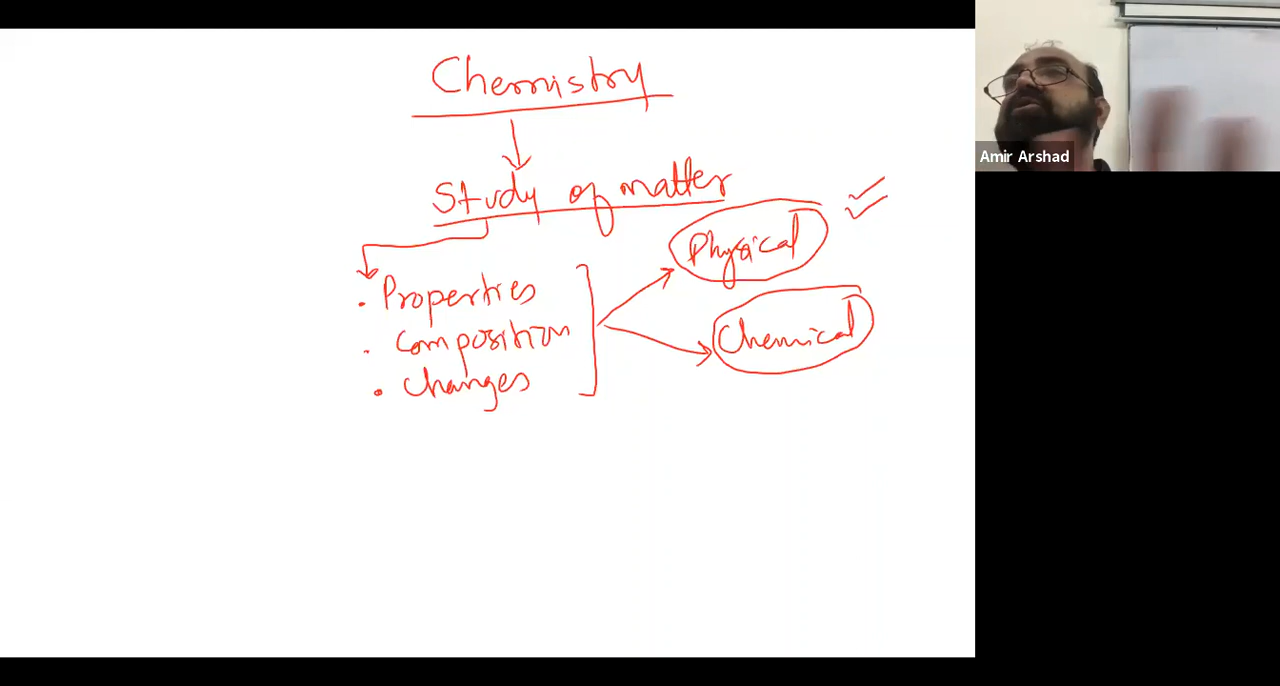 Chemistry
Study of matter
Physical
. Properties
. Composition
Chemical
. Changes
Amir Arshad